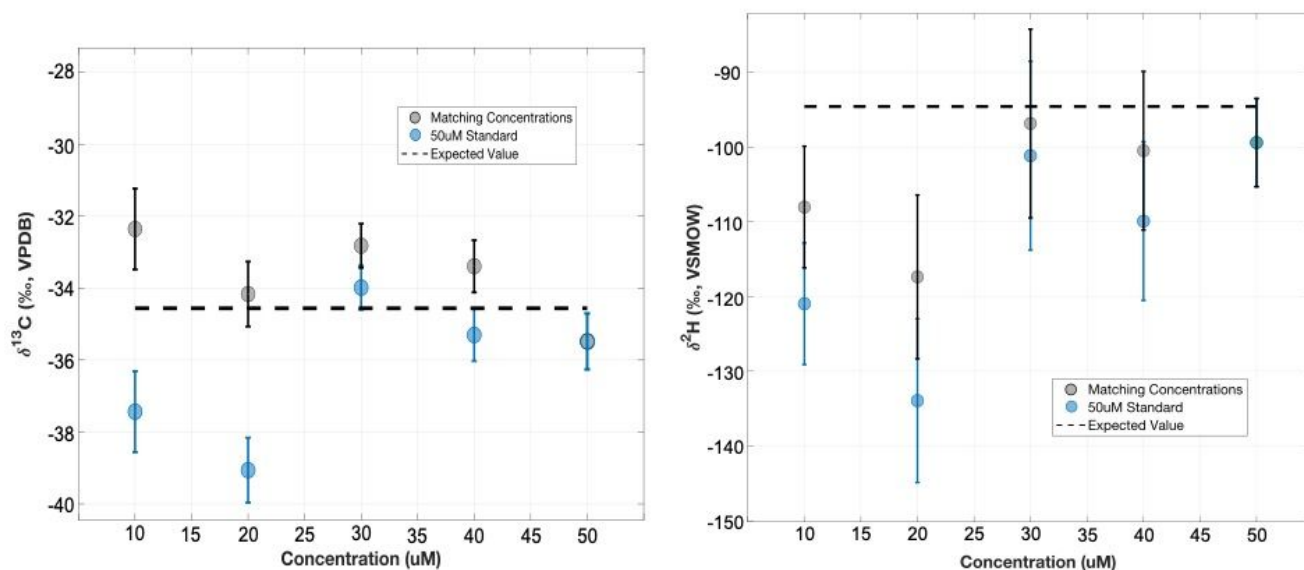 -28
-30
-32
-34
-36
-38
-40
δ¹³C (‰, VPDB)
Matching Concentrations
50uM Standard
Expected Value
10 15 20 25 30 35 40 45 50
Concentration (uM)
-90
-100
-110
-120
-130
-140
-150
δ²H (‰, VSMOW)
Matching Concentrations
50uM Standard
Expected Value
10 15 20 25 30 35 40 45 50
Concentration (uM)